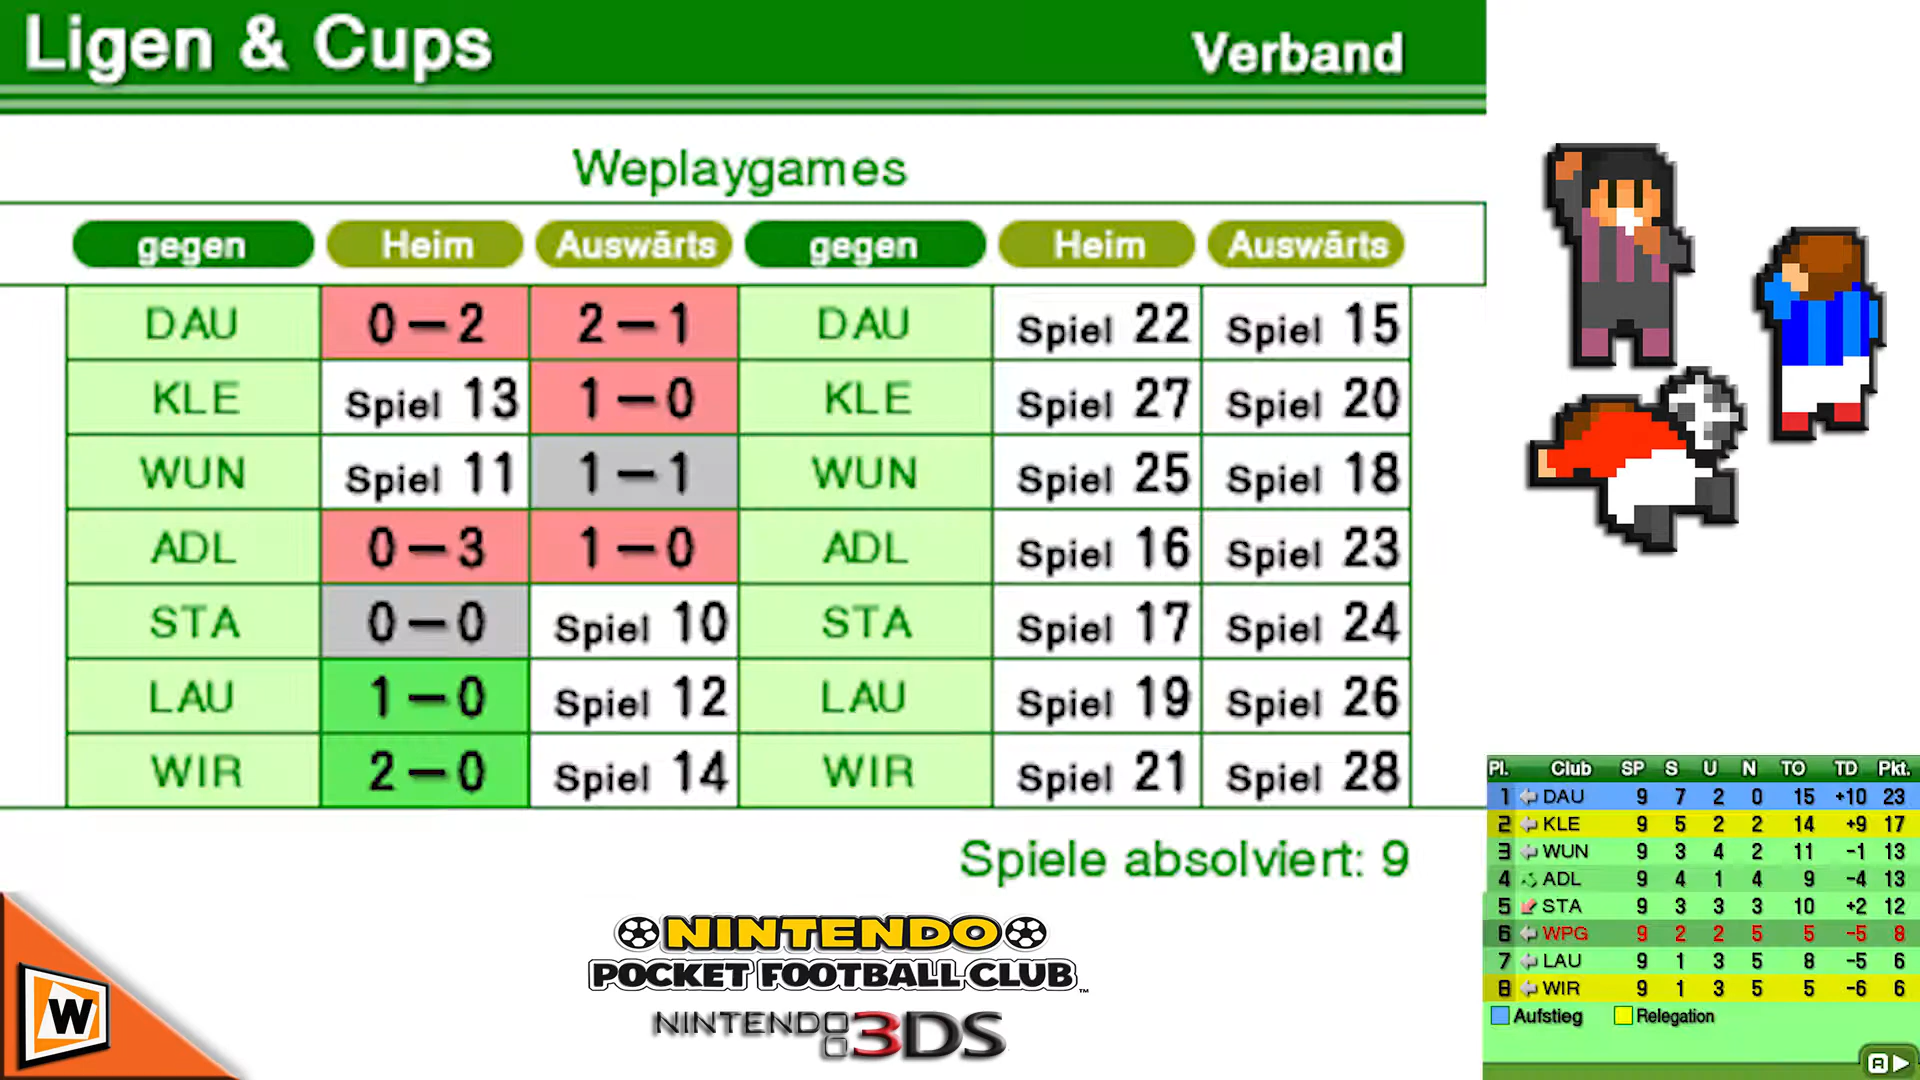 Ligen & Cups Verband
Weplaygames
gegen Heim Auswärts gegen Heim Auswärts
DAU 0–2 2–1 DAU Spiel 22 Spiel 15
KLE Spiel 13 1–0 KLE Spiel 27 Spiel 20
WUN Spiel 11 1–1 WUN Spiel 25 Spiel 18
ADL 0–3 1–0 ADL Spiel 16 Spiel 23
STA 0–0 Spiel 10 STA Spiel 17 Spiel 24
LAU 1–0 Spiel 12 LAU Spiel 19 Spiel 26
WIR 2–0 Spiel 14 WIR Spiel 21 Spiel 28
Spiele absolviert: 9
Pl. Club SP S U N TO TD Pkt.
1 DAU 9 7 2 0 15 +10 23
2 KLE 9 5 2 2 14 +9 17
3 WUN 9 3 4 2 11 -1 13
4 ADL 9 4 1 4 9 -4 13
5 STA 9 3 3 3 10 +2 12
6 WPG 9 2 2 5 5 -5 8
7 LAU 9 1 3 5 8 -5 6
8 WIR 9 1 3 5 5 -6 6
Aufstieg Relegation
A
NINTENDO
POCKET FOOTBALL CLUB™
NINTENDO 3DS
W